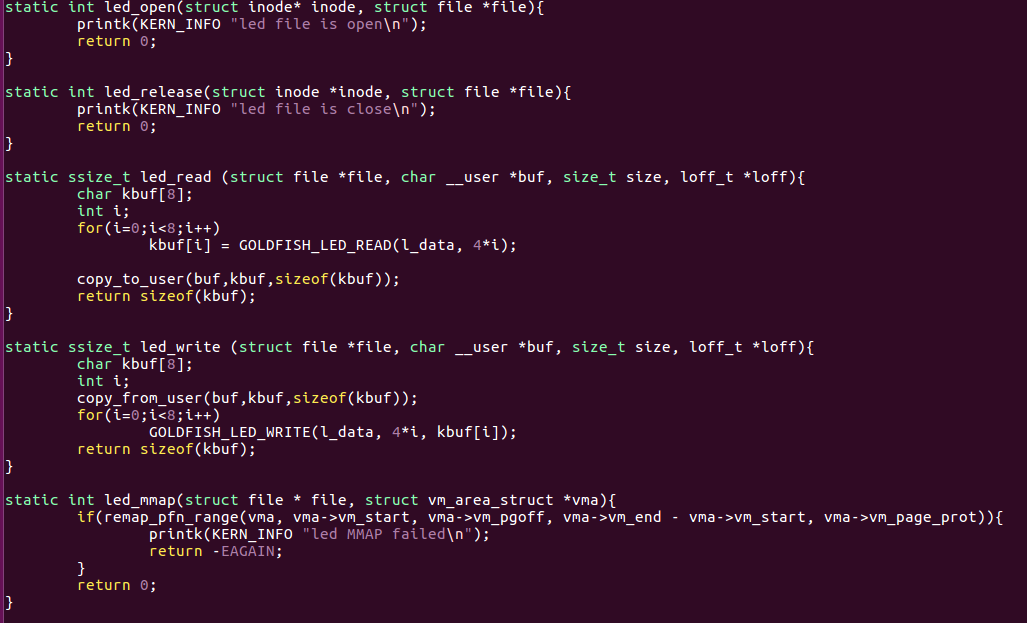 static int led_open(struct inode* inode, struct file *file){
        printk(KERN_INFO "led file is open\n");
        return 0;
}

static int led_release(struct inode *inode, struct file *file){
        printk(KERN_INFO "led file is close\n");
        return 0;
}

static ssize_t led_read (struct file *file, char __user *buf, size_t size, loff_t *loff){
        char kbuf[8];
        int i;
        for(i=0;i<8;i++)
                kbuf[i] = GOLDFISH_LED_READ(l_data, 4*i);

        copy_to_user(buf,kbuf,sizeof(kbuf));
        return sizeof(kbuf);
}

static ssize_t led_write (struct file *file, char __user *buf, size_t size, loff_t *loff){
        char kbuf[8];
        int i;
        copy_from_user(buf,kbuf,sizeof(kbuf));
        for(i=0;i<8;i++)
                GOLDFISH_LED_WRITE(l_data, 4*i, kbuf[i]);
        return sizeof(kbuf);
}

static int led_mmap(struct file * file, struct vm_area_struct *vma){
        if(remap_pfn_range(vma, vma->vm_start, vma->vm_pgoff, vma->vm_end - vma->vm_start, vma->vm_page_prot)){
                printk(KERN_INFO "led MMAP failed\n");
                return -EAGAIN;
        }
        return 0;
}